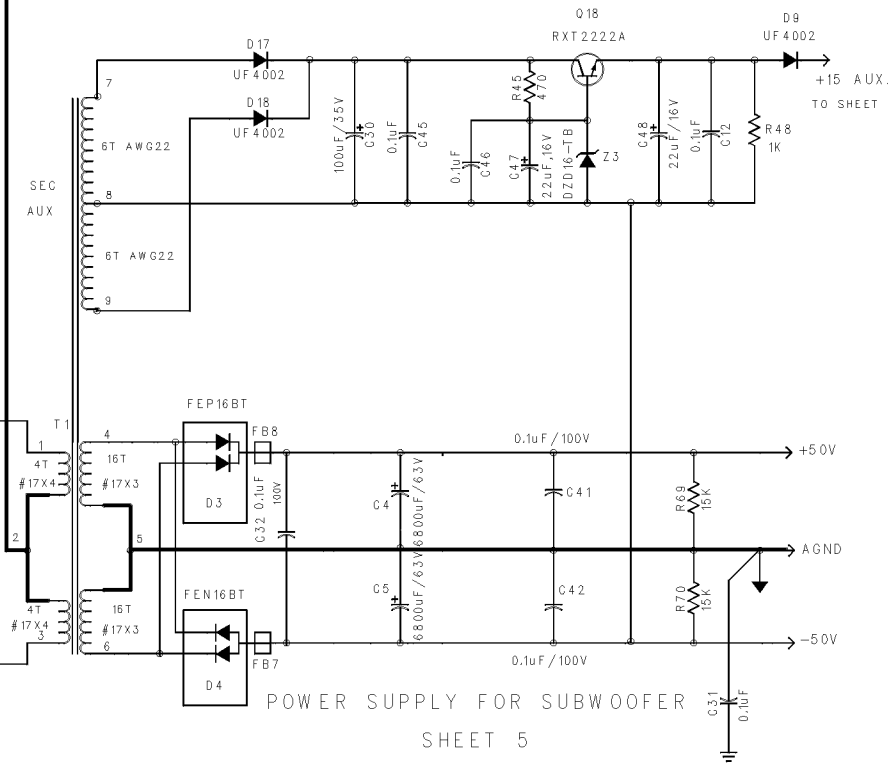 Q18
RXT2222A
D9
UF4002
+15 AUX.
TO SHEET
D17
UF4002
D18
UF4002
7
6T AWG22
8
6T AWG22
9
SEC
AUX
100uF/35V
C30
0.1uF
C45
R45
470
0.1uF
C46
C47
22uF,16V
DZD16-TB
Z3
C48
22uF/16V
0.1uF
C12
R48
1K
T1
1
4T
#17X4
2
4T
#17X4
3
4
16T
#17X3
5
16T
#17X3
6
FEP16BT
D3
FB8
C32 0.1uF
100V
C4
6800uF/63V
0.1uF/100V
C41
R69
15K
+50V
AGND
FEN16BT
D4
FB7
C5
6800uF/63V
C42
0.1uF/100V
R70
15K
-50V
C31
0.1uF
POWER SUPPLY FOR SUBWOOFER
SHEET 5